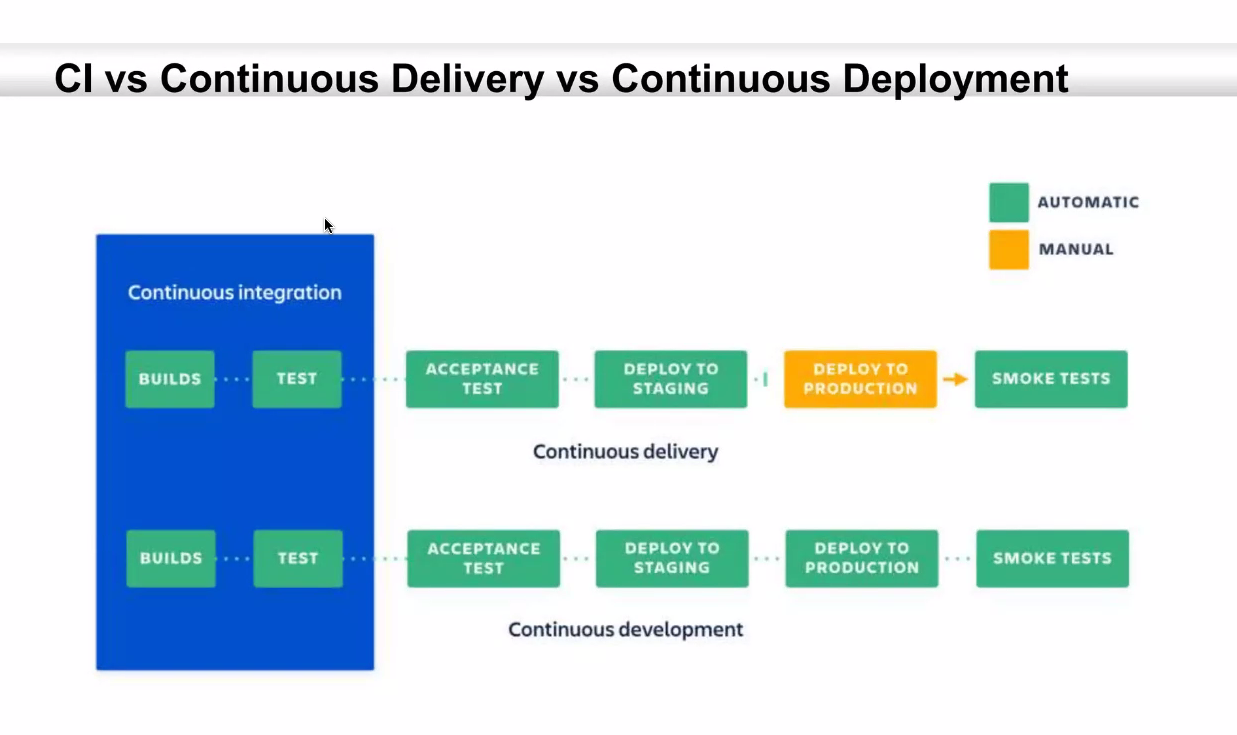 CI vs Continuous Delivery vs Continuous Deployment
AUTOMATIC
MANUAL
Continuous integration
BUILDS
TEST
ACCEPTANCE
TEST
DEPLOY TO
STAGING
DEPLOY TO
PRODUCTION
SMOKE TESTS
Continuous delivery
BUILDS
TEST
ACCEPTANCE
TEST
DEPLOY TO
STAGING
DEPLOY TO
PRODUCTION
SMOKE TESTS
Continuous development